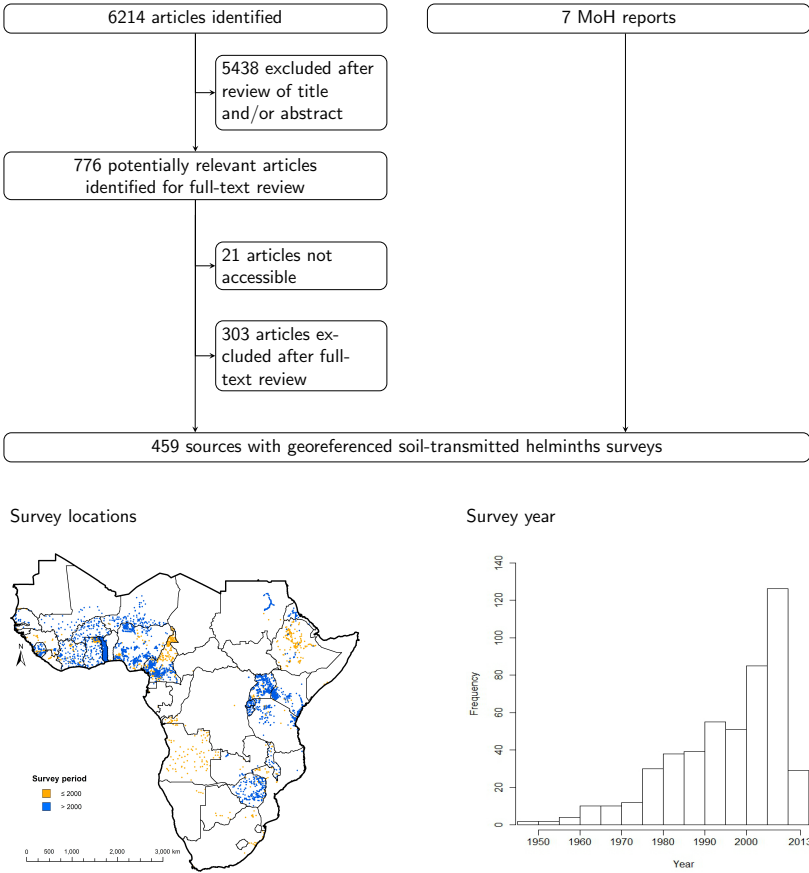 6214 articles identified
7 MoH reports
5438 excluded after
review of title
and/or abstract
776 potentially relevant articles
identified for full-text review
21 articles not
accessible
303 articles ex-
cluded after full-
text review
459 sources with georeferenced soil-transmitted helminths surveys
Survey locations
N
Survey period
≤ 2000
> 2000
0 500 1,000 2,000 3,000 km
Survey year
Frequency
140
120
100
80
60
40
20
0
1950 1960 1970 1980 1990 2000 2013
Year